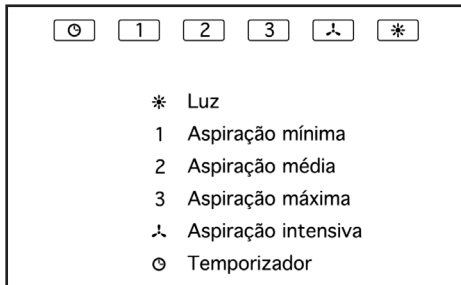 1 2 3
Luz
1 Aspiração mínima
2 Aspiração média
3 Aspiração máxima
Aspiração intensiva
Temporizador